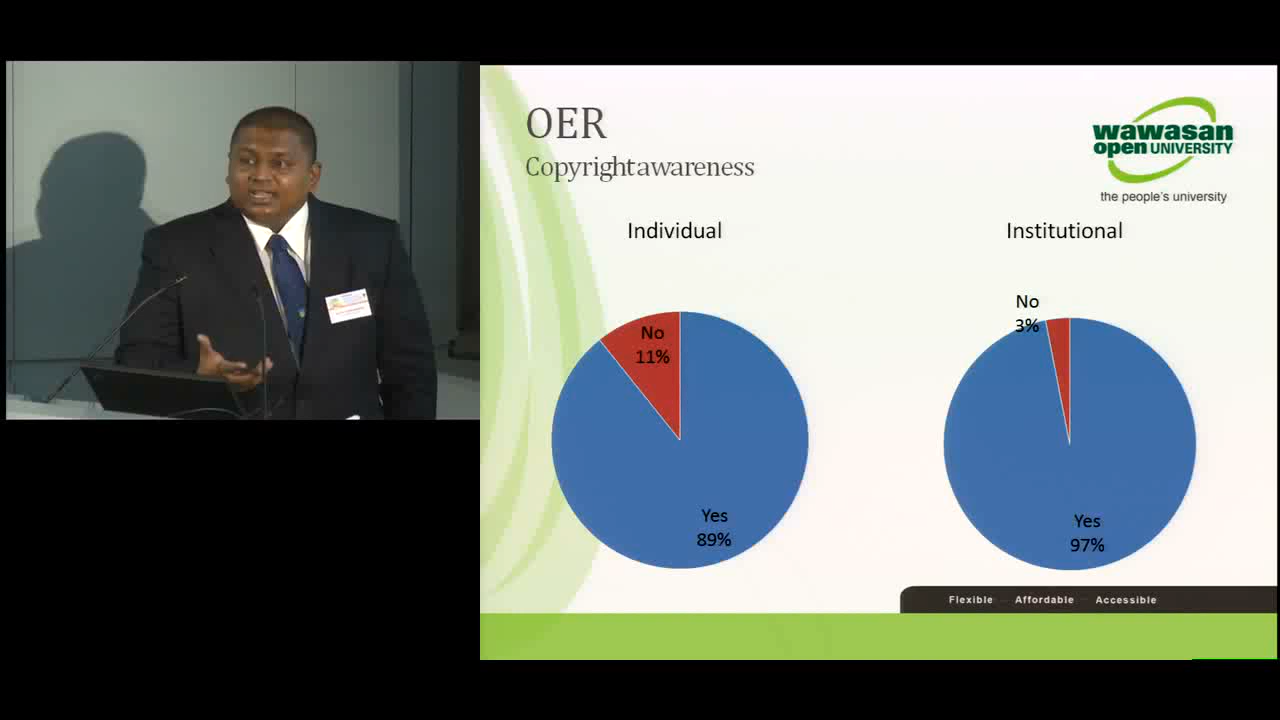 OER
Copyrightawareness
wawasan
open UNIVERSITY
the people's university
Individual
Institutional
No
11%
Yes
89%
No
3%
Yes
97%
Flexible
Affordable
Accessible